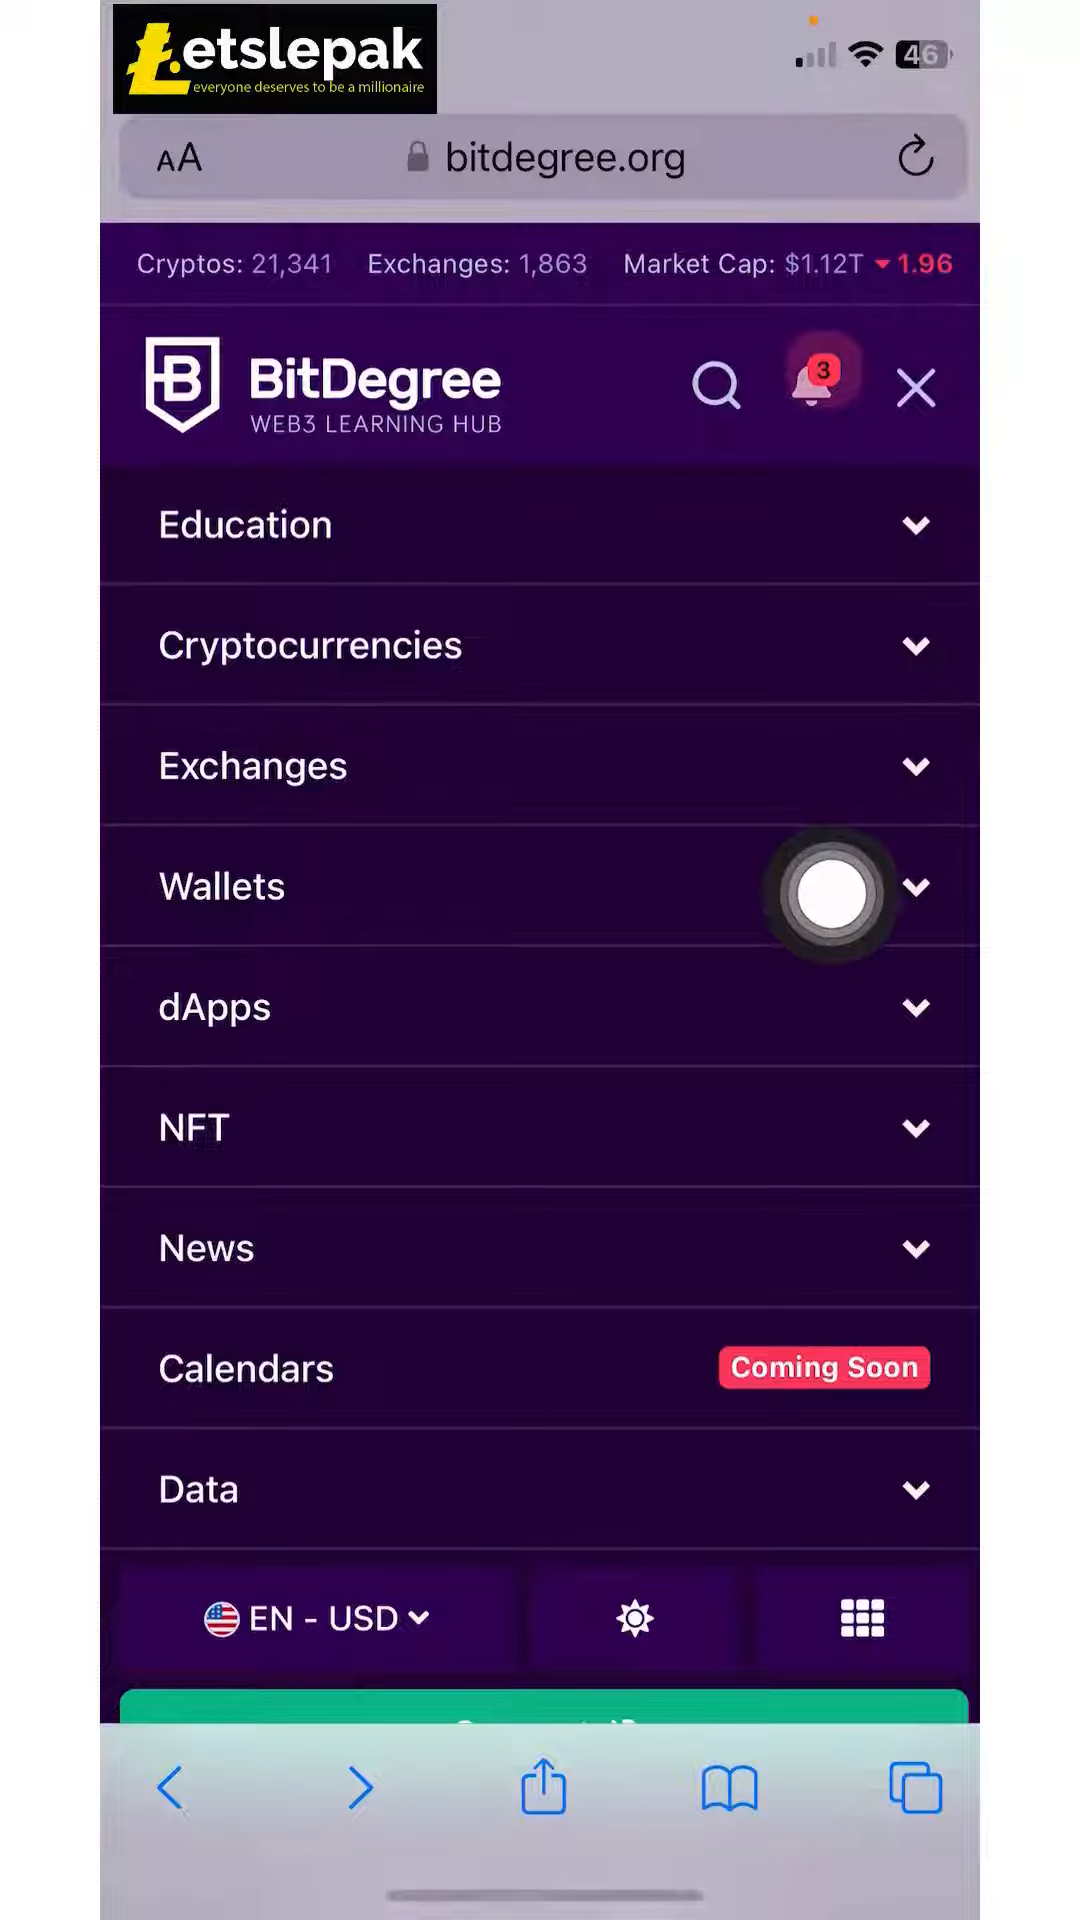 Letslepak
everyone deserves to be a millionaire
46
AA bitdegree.org
Cryptos: 21,341 Exchanges: 1,863 Market Cap: $1.12T 1.96
B BitDegree 3
WEB3 LEARNING HUB
Education
Cryptocurrencies
Exchanges
Wallets
dApps
NFT
News
Calendars Coming Soon
Data
EN - USD